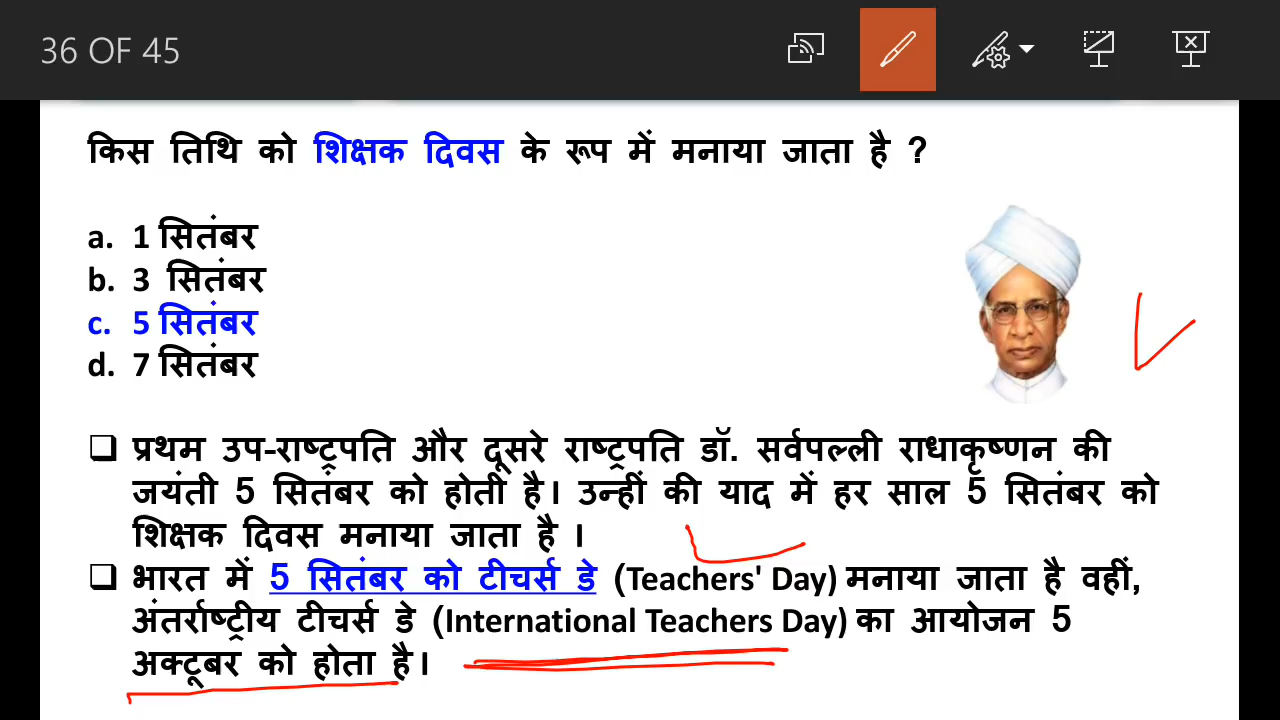 36 OF 45
किस तिथि को शिक्षक दिवस के रूप में मनाया जाता है ?
a. 1 सितंबर
b. 3 सितंबर
c. 5 सितंबर
d. 7 सितंबर
❑ प्रथम उप-राष्ट्रपति और दूसरे राष्ट्रपति डॉ. सर्वपल्ली राधाकृष्णन की
जयंती 5 सितंबर को होती है। उन्हीं की याद में हर साल 5 सितंबर को
शिक्षक दिवस मनाया जाता है ।
❑ भारत में 5 सितंबर को टीचर्स डे (Teachers' Day) मनाया जाता है वहीं,
अंतर्राष्ट्रीय टीचर्स डे (International Teachers Day) का आयोजन 5
अक्टूबर को होता है।